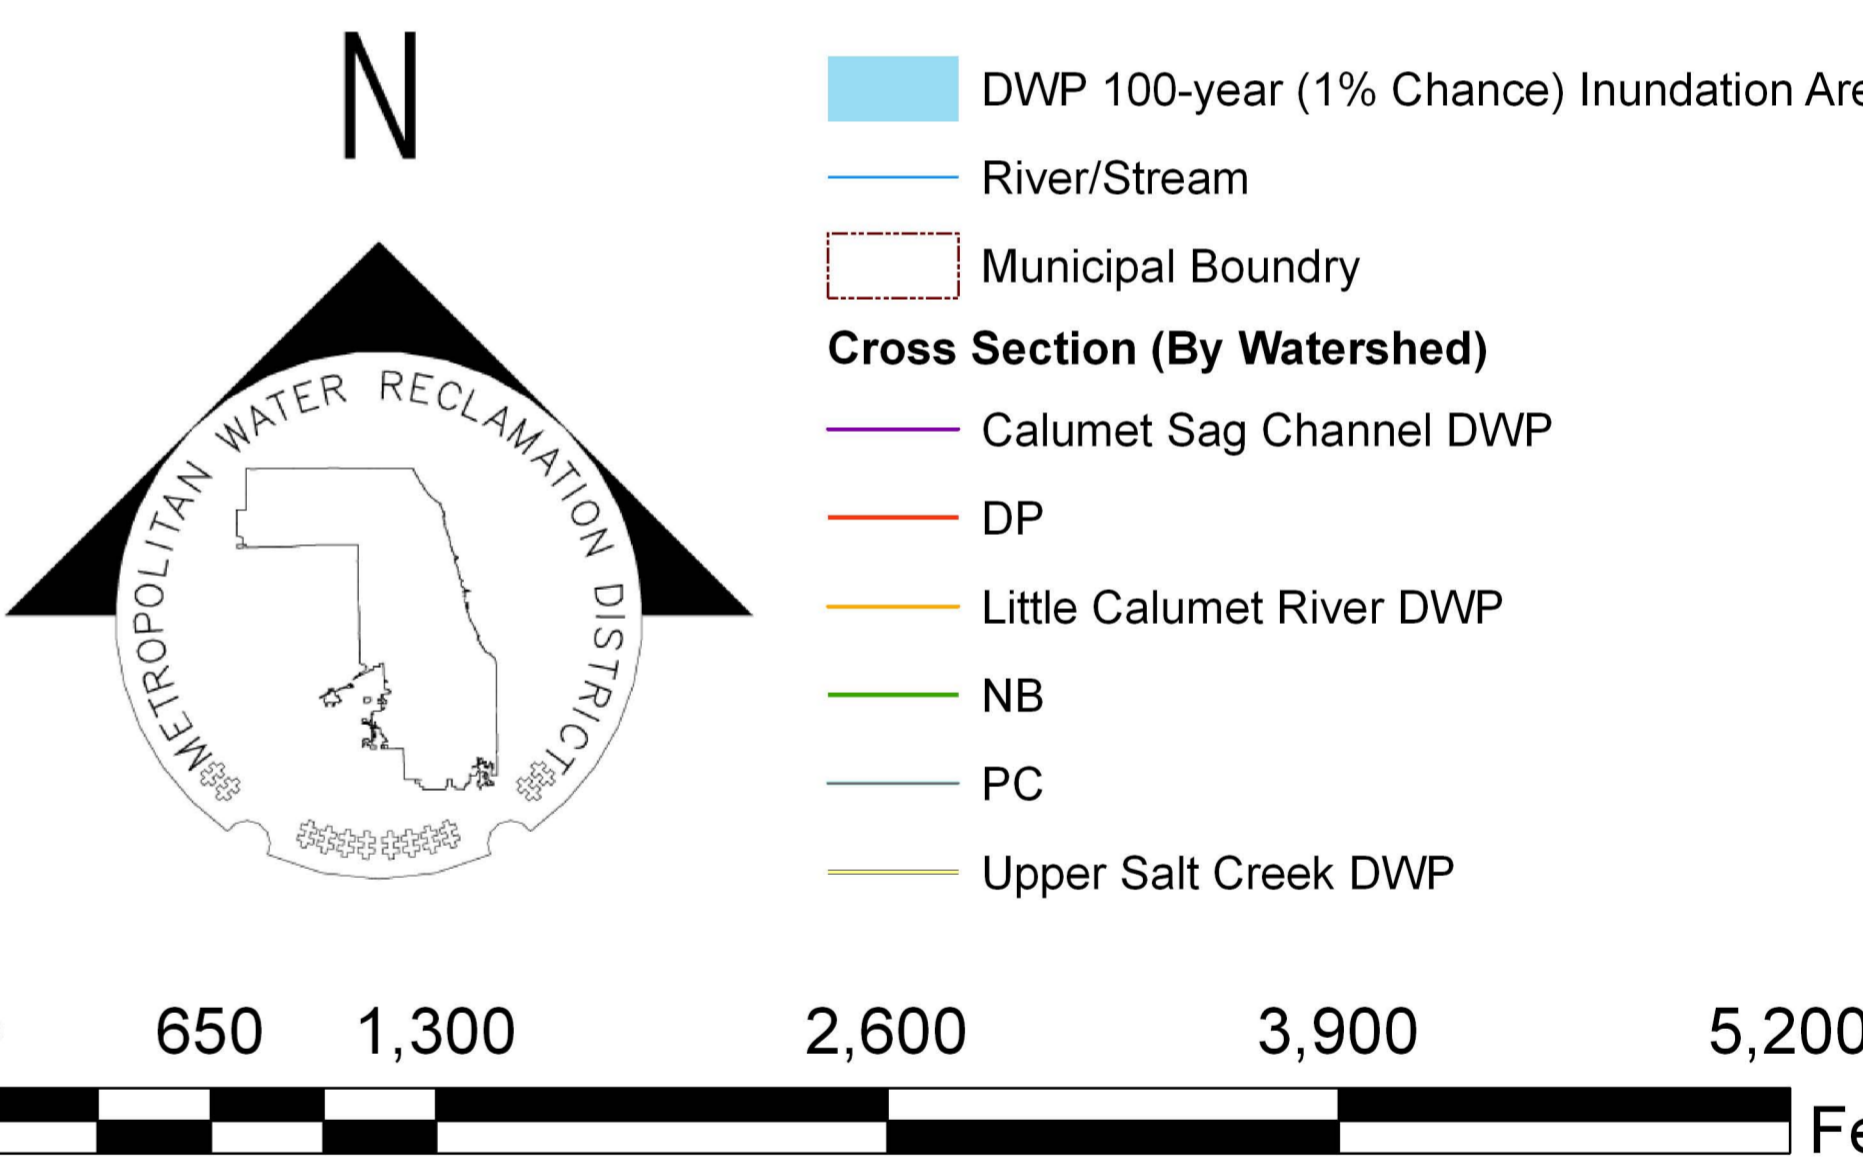 N
METROPOLITAN WATER RECLAMATION DISTRICT
DWP 100-year (1% Chance) Inundation Are
River/Stream
Municipal Boundry
Cross Section (By Watershed)
Calumet Sag Channel DWP
DP
Little Calumet River DWP
NB
PC
Upper Salt Creek DWP
650 1,300 2,600 3,900 5,200
Fe